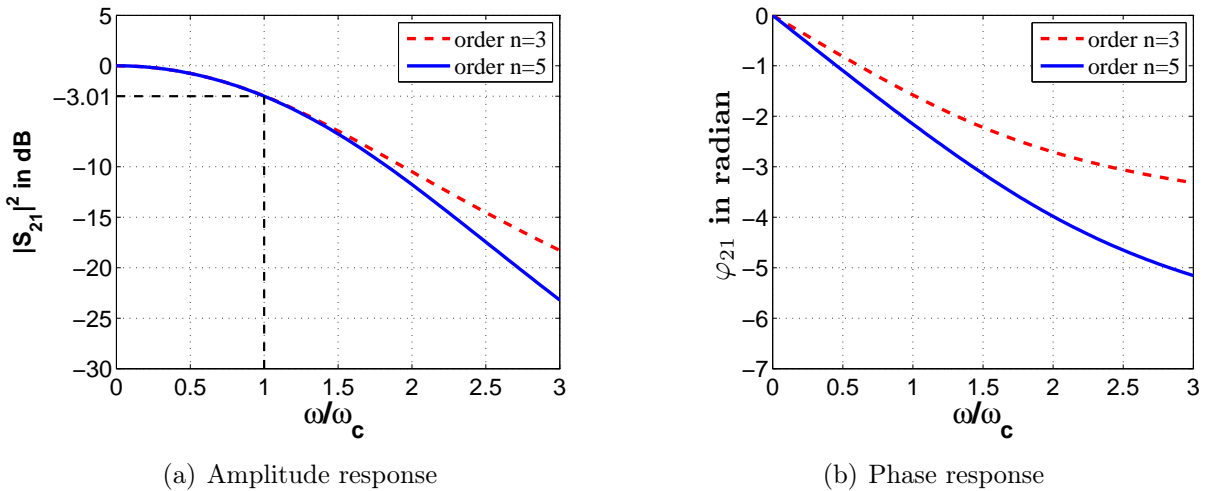 5
0
−3.01
−10
−15
−20
−25
−30
|S21|² in dB
0 0.5 1 1.5 2 2.5 3
ω/ωc
order n=3
order n=5
(a) Amplitude response
0
−1
−2
−3
−4
−5
−6
−7
φ21 in radian
0 0.5 1 1.5 2 2.5 3
ω/ωc
order n=3
order n=5
(b) Phase response